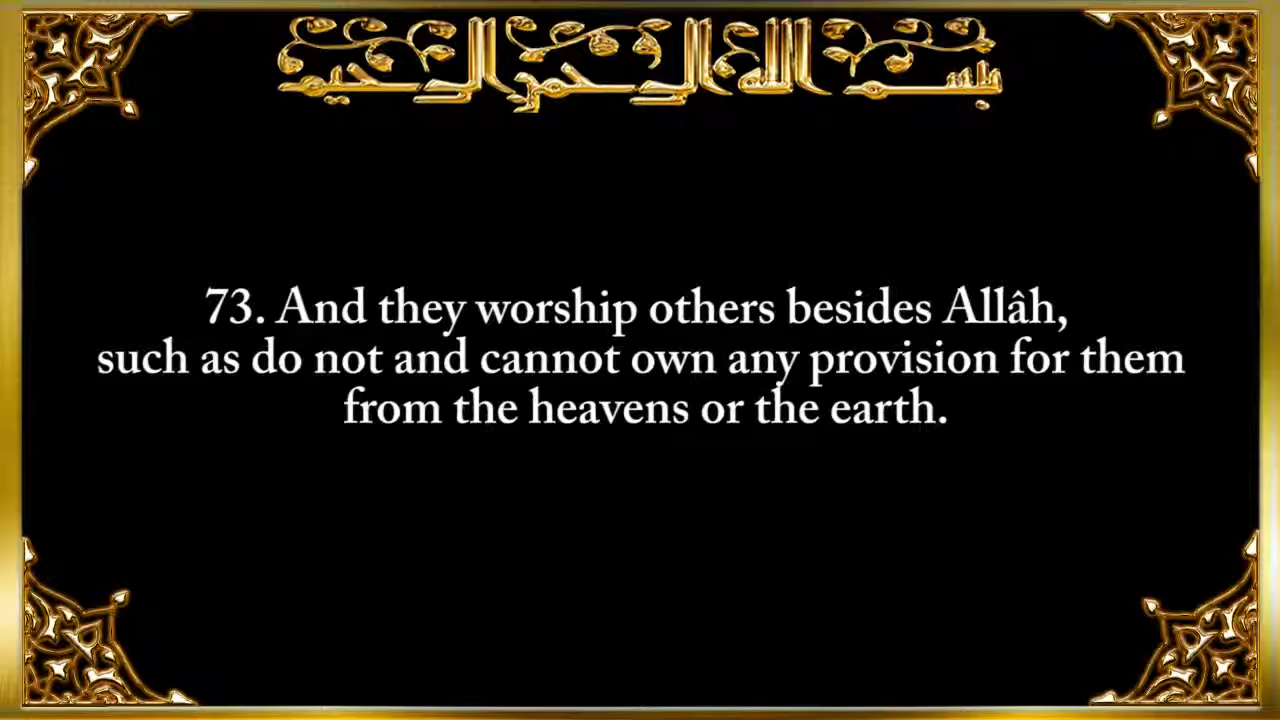 بسم الله الرحمن الرحيم
73. And they worship others besides Allâh,
such as do not and cannot own any provision for them
from the heavens or the earth.